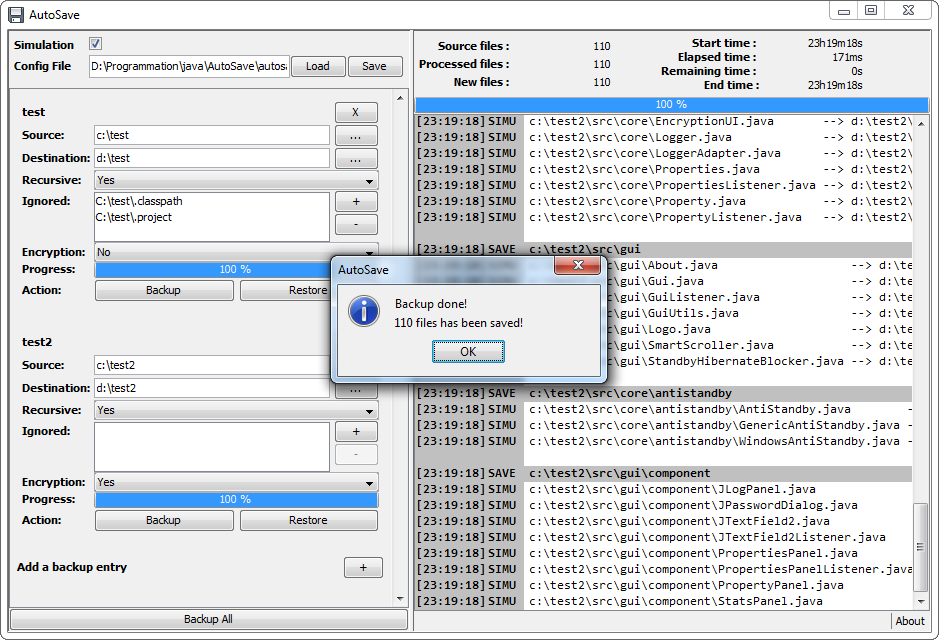 AutoSave
Simulation
Config File D:\Programmation\java\AutoSave\autos Load Save
test X
Source: c:\test ...
Destination: d:\test ...
Recursive: Yes
Ignored: C:\test\.classpath +
C:\test\.project -
Encryption: No
Progress: 100 %
Action: Backup Restore
test2
Source: c:\test2
Destination: d:\test2 ...
Recursive: Yes
Ignored: +
-
Encryption: Yes
Progress: 100 %
Action: Backup Restore
Add a backup entry +
Backup All
Source files : 110 Start time : 23h19m18s
Processed files : 110 Elapsed time : 171ms
Remaining time : 0s
New files : 110 End time : 23h19m18s
100 %
[23:19:18] SIMU c:\test2\src\core\EncryptionUI.java --> d:\test2\
[23:19:18] SIMU c:\test2\src\core\Logger.java --> d:\test2\
[23:19:18] SIMU c:\test2\src\core\LoggerAdapter.java --> d:\test2\
[23:19:18] SIMU c:\test2\src\core\Properties.java --> d:\test2\
[23:19:18] SIMU c:\test2\src\core\PropertiesListener.java --> d:\test2\
[23:19:18] SIMU c:\test2\src\core\Property.java --> d:\test2\
[23:19:18] SIMU c:\test2\src\core\PropertyListener.java --> d:\test2\
[23:19:18] SAVE c:\test2\src\gui
\gui\About.java --> d:\te
\gui\Gui.java --> d:\te
\gui\GuiListener.java --> d:\te
\gui\GuiUtils.java --> d:\te
\gui\Logo.java --> d:\te
\gui\SmartScroller.java --> d:\te
\gui\StandbyHibernateBlocker.java --> d:\te
[23:19:18] SAVE c:\test2\src\core\antistandby
[23:19:18] SIMU c:\test2\src\core\antistandby\AntiStandby.java -
[23:19:18] SIMU c:\test2\src\core\antistandby\GenericAntiStandby.java -
[23:19:18] SIMU c:\test2\src\core\antistandby\WindowsAntiStandby.java -
[23:19:18] SAVE c:\test2\src\gui\component
[23:19:18] SIMU c:\test2\src\gui\component\JLogPanel.java
[23:19:18] SIMU c:\test2\src\gui\component\JPasswordDialog.java
[23:19:18] SIMU c:\test2\src\gui\component\JTextField2.java
[23:19:18] SIMU c:\test2\src\gui\component\JTextField2Listener.java
[23:19:18] SIMU c:\test2\src\gui\component\PropertiesPanel.java
[23:19:18] SIMU c:\test2\src\gui\component\PropertiesPanelListener.java
[23:19:18] SIMU c:\test2\src\gui\component\PropertyPanel.java
[23:19:18] SIMU c:\test2\src\gui\component\StatsPanel.java
About
AutoSave
Backup done!
110 files has been saved!
OK